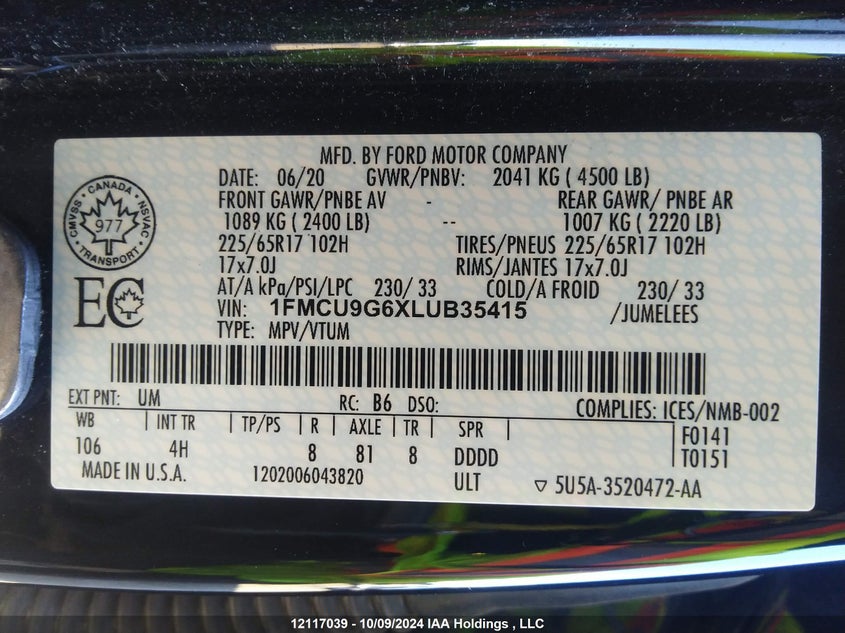 MFD. BY FORD MOTOR COMPANY
DATE: 06/20 GVWR/PNBV: 2041 KG ( 4500 LB)
FRONT GAWR/PNBE AV - REAR GAWR/ PNBE AR
1089 KG ( 2400 LB) -- 1007 KG ( 2220 LB)
225/65R17 102H TIRES/PNEUS 225/65R17 102H
17x7.0J RIMS/JANTES 17x7.0J
AT/A kPa/PSI/LPC 230/ 33 COLD/A FROID 230/ 33
VIN: 1FMCU9G6XLUB35415 /JUMELEES
TYPE: MPV/VTUM
CMVSS • CANADA • NSVAC • TRANSPORT •
977
EC
EXT PNT: UM RC: B6 DSO: COMPLIES: ICES/NMB-002
WB | INT TR | TP/PS | R | AXLE | TR | SPR | F0141
106 4H 8 81 8 DDDD T0151
MADE IN U.S.A. 1202006043820 ULT ▽ 5U5A-3520472-AA
12117039 - 10/09/2024 IAA Holdings , LLC